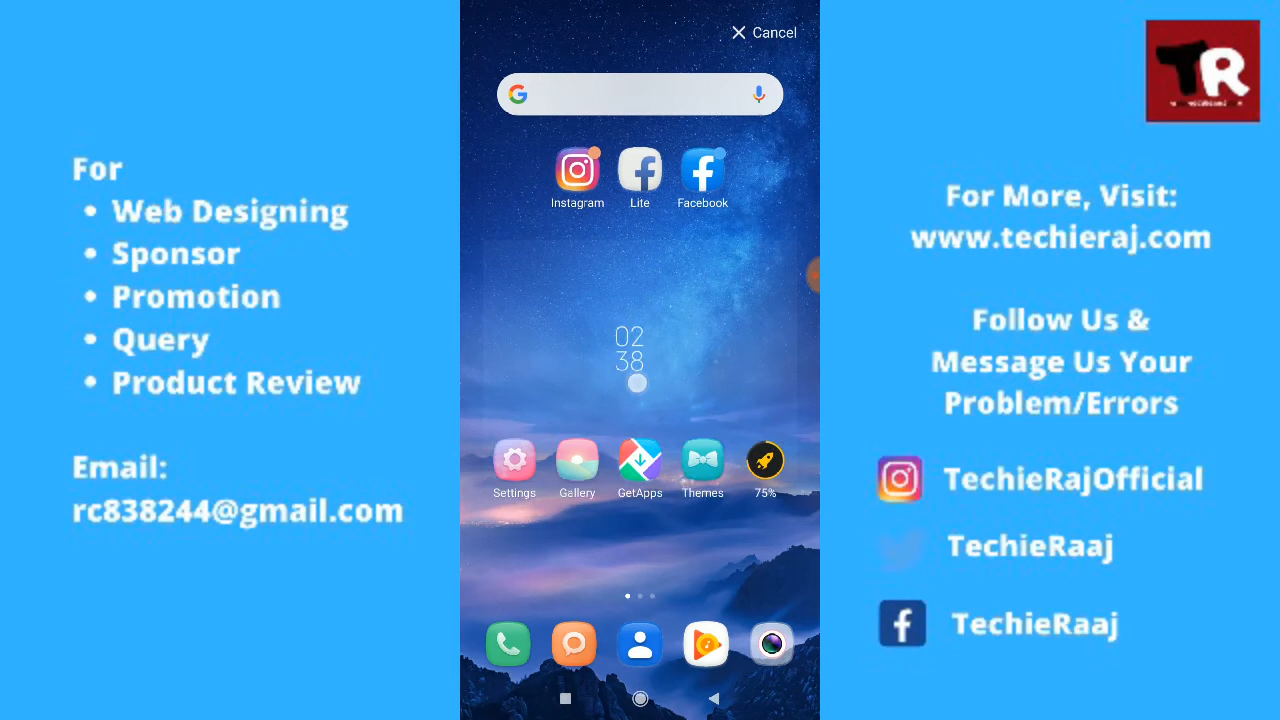 For
• Web Designing
• Sponsor
• Promotion
• Query
• Product Review
Email:
rc838244@gmail.com
Cancel
Instagram
Lite
Facebook
02
38
Settings
Gallery
GetApps
Themes
75%
TR
For More, Visit:
www.techieraj.com
Follow Us &
Message Us Your
Problem/Errors
TechieRajOfficial
TechieRaaj
TechieRaaj